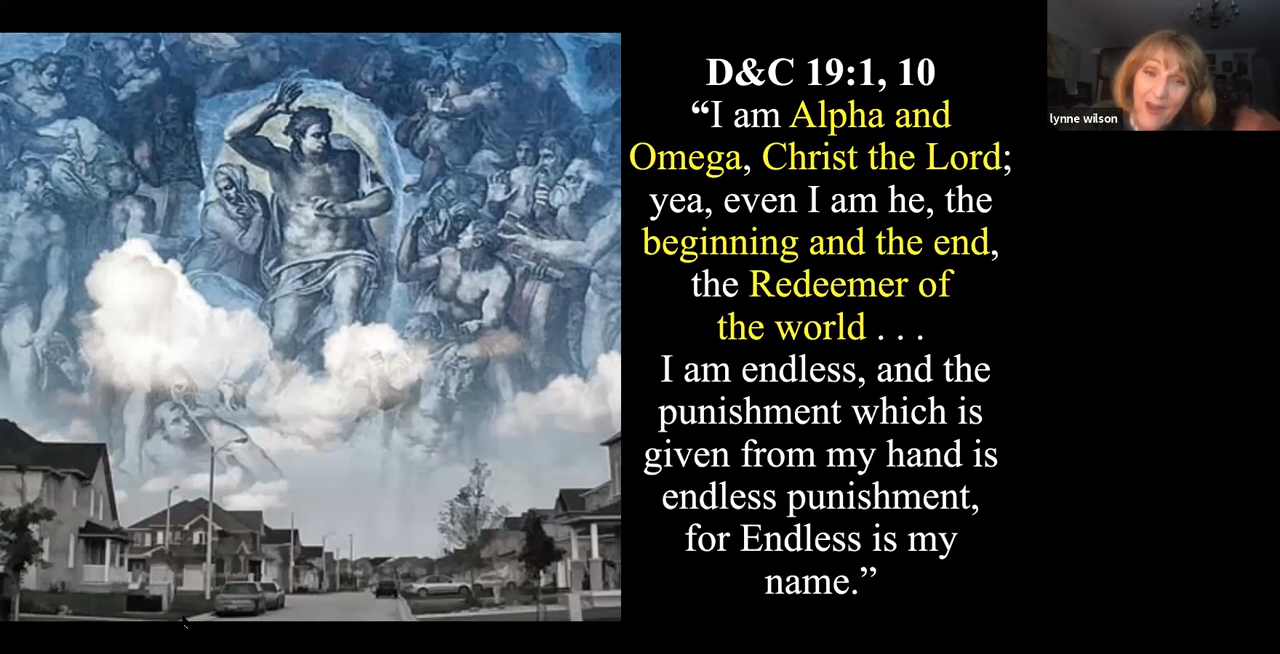 D&C 19:1, 10
“I am Alpha and
Omega, Christ the Lord;
yea, even I am he, the
beginning and the end,
the Redeemer of
the world . . .
I am endless, and the
punishment which is
given from my hand is
endless punishment,
for Endless is my
name.”
lynne wilson